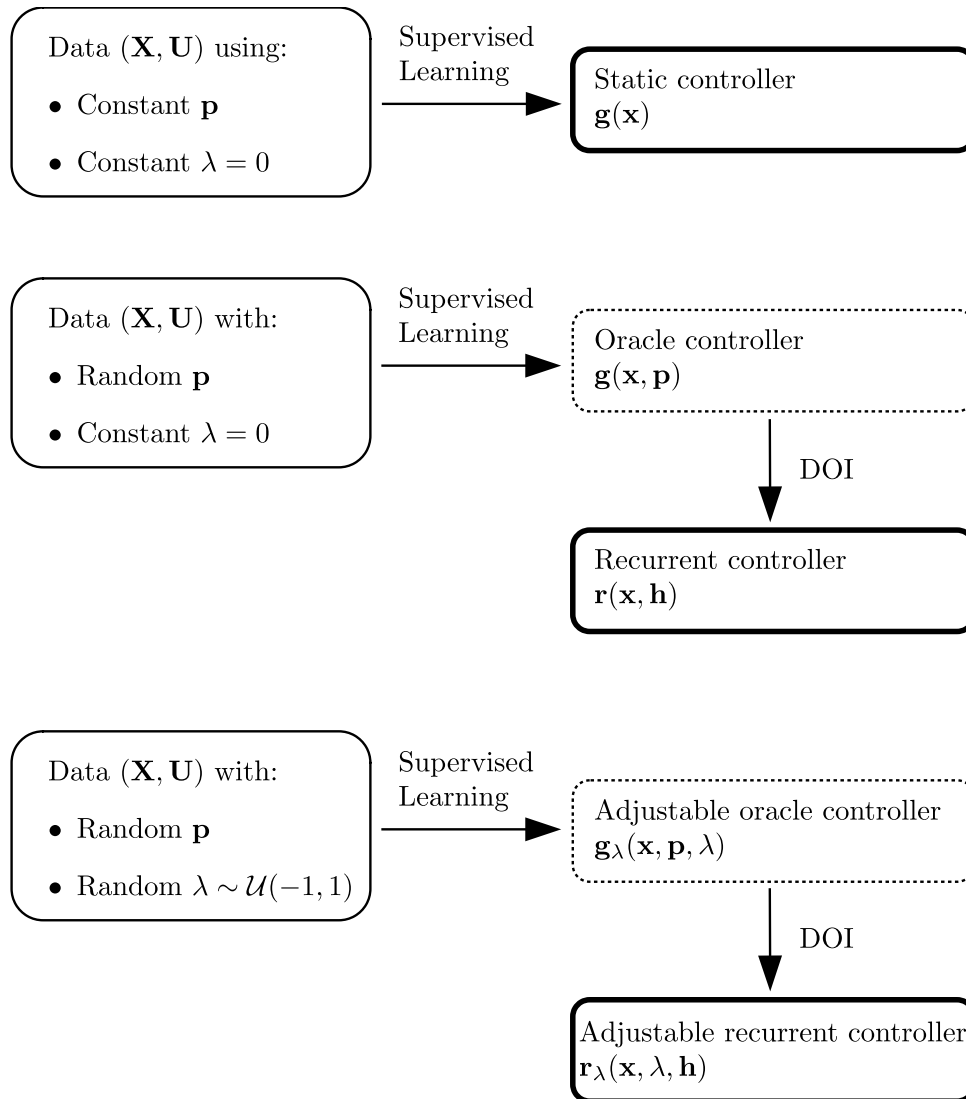 Data (X, U) using:
• Constant p
• Constant λ = 0
Supervised
Learning
Static controller
g(x)
Data (X, U) with:
• Random p
• Constant λ = 0
Supervised
Learning
Oracle controller
g(x, p)
DOI
Recurrent controller
r(x, h)
Data (X, U) with:
• Random p
• Random λ ∼ 𝒰(−1, 1)
Supervised
Learning
Adjustable oracle controller
g_λ(x, p, λ)
DOI
Adjustable recurrent controller
r_λ(x, λ, h)